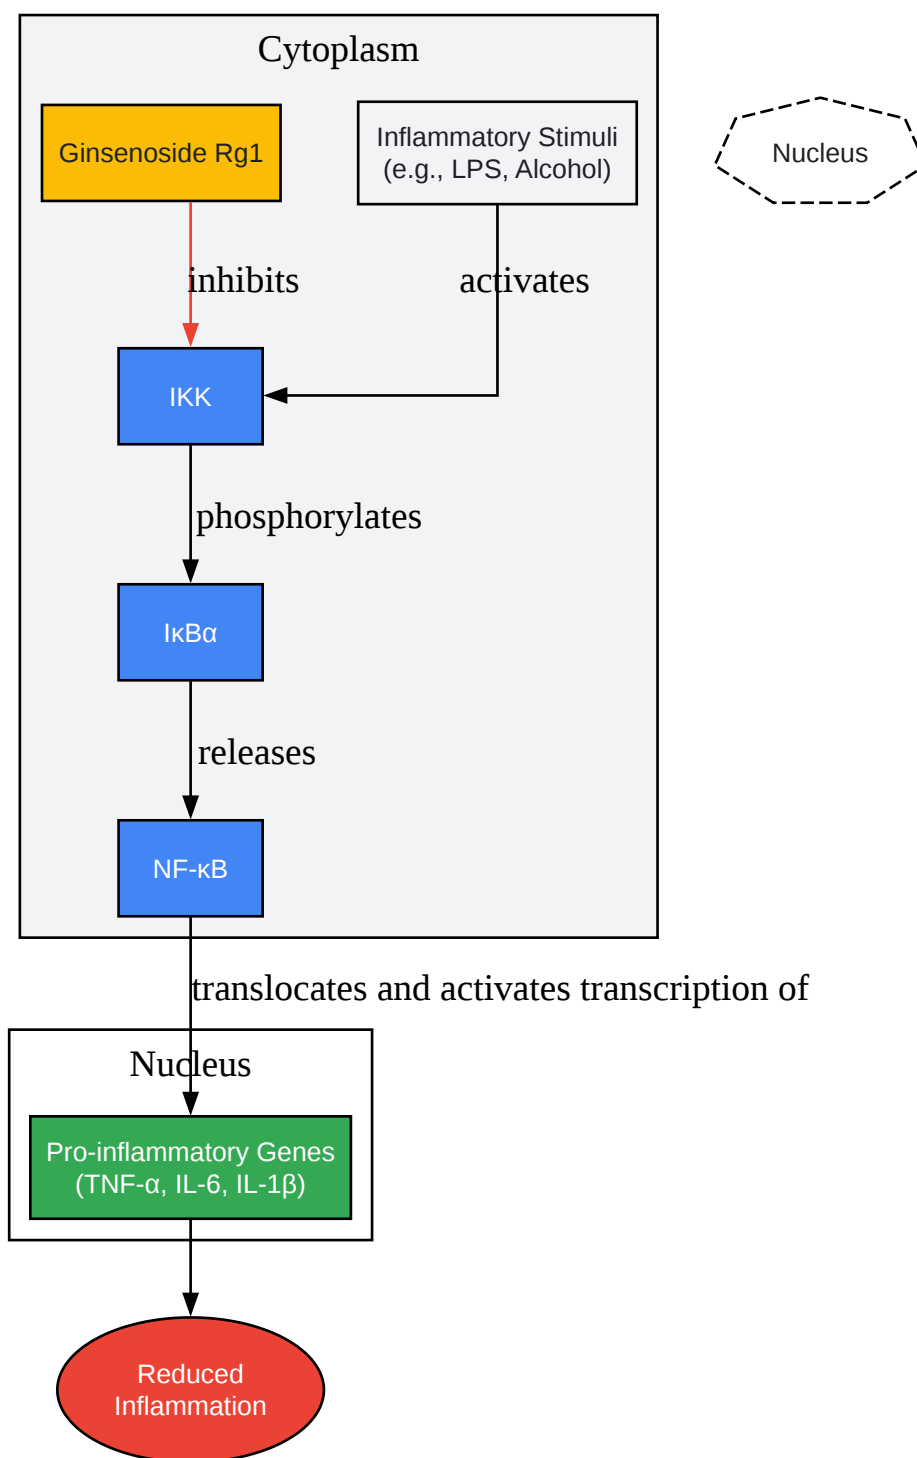 Cytoplasm
Ginsenoside Rg1
Inflammatory Stimuli
(e.g., LPS, Alcohol)
Nucleus
inhibits
activates
IKK
phosphorylates
IκBα
releases
NF-κB
translocates and activates transcription of
Nucleus
Pro-inflammatory Genes
(TNF-α, IL-6, IL-1β)
Reduced
Inflammation